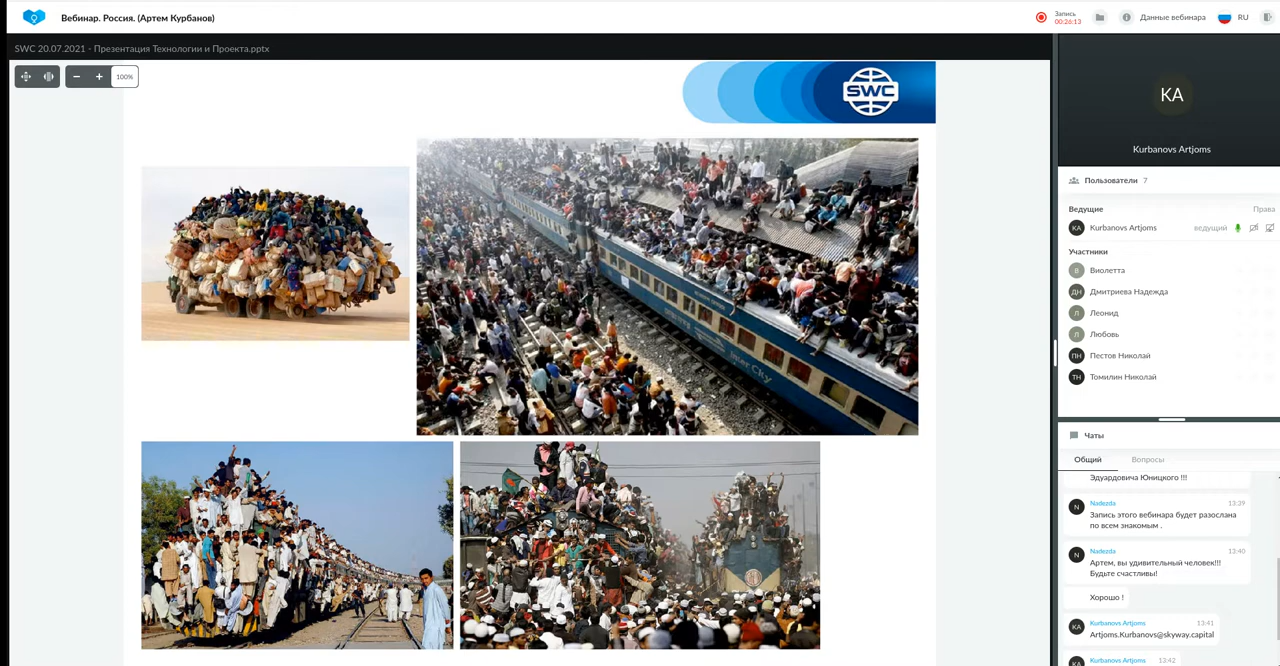 Вебинар. Россия. (Артем Курбанов)
Запись
00:26:13
Данные вебинара
RU
SWC 20.07.2021 - Презентация Технологии и Проекта.pptx
100%
SWC
InterCity
KA
Kurbanovs Artjoms
Пользователи 7
Ведущие
Права
KA Kurbanovs Artjoms ведущий
Участники
В Виолетта
ДН Дмитриева Надежда
Л Леонид
Л Любовь
ПН Пестов Николай
ТН Томилин Николай
Чаты
Общий Вопросы
Эдуардовича Юницкого !!!
N Nadezda 13:39
Запись этого вебинара будет разослана
по всем знакомым .
N Nadezda 13:40
Артем, вы удивительный человек!!!
Будьте счастливы!
Хорошо !
KA Kurbanovs Artjoms 13:41
Artjoms.Kurbanovs@skyway.capital
KA Kurbanovs Artjoms 13:42